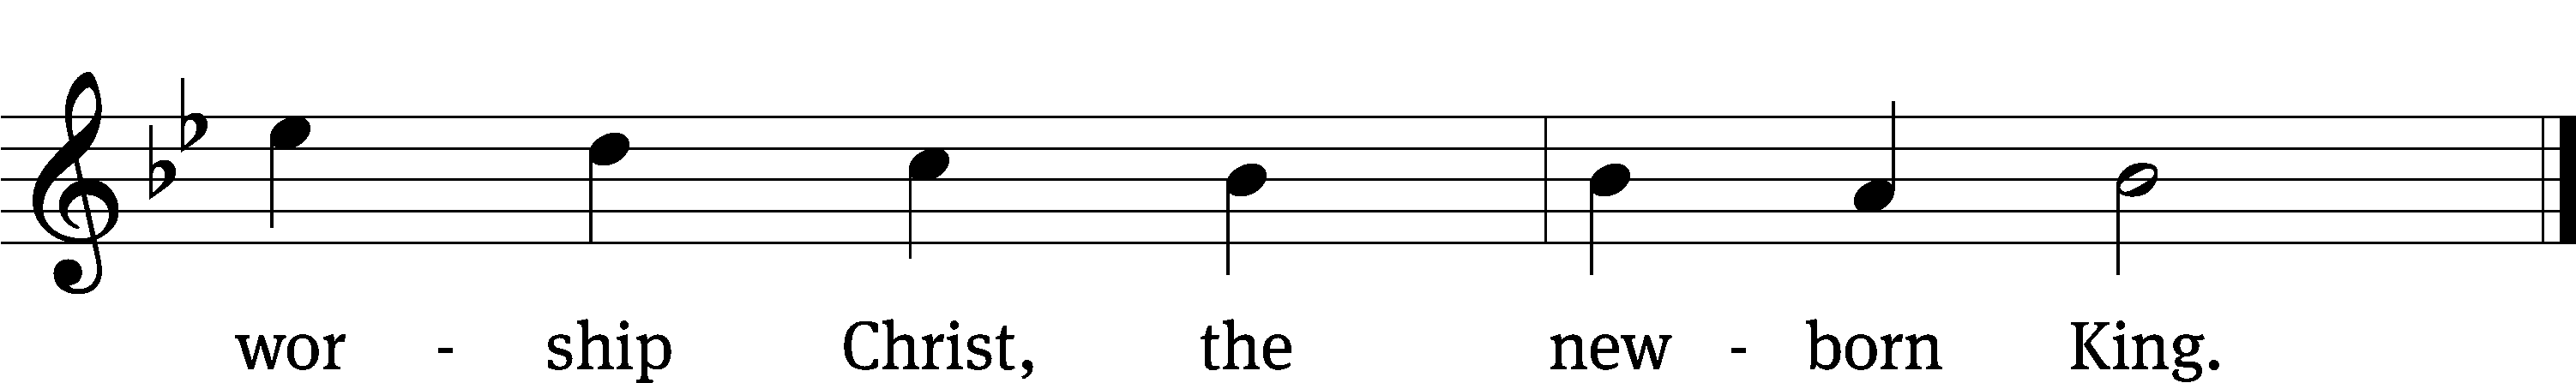 wor - ship Christ, the new - born King.